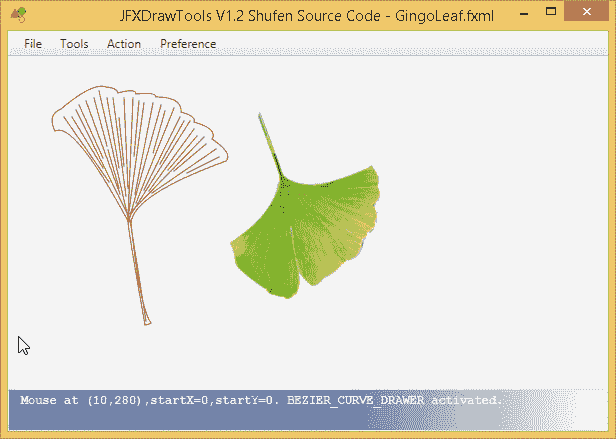 JFXDrawTools V1.2 Shufen Source Code - GingoLeaf.fxml
File Tools Action Preference
Mouse at (10,280),startX=0,startY=0. BEZIER_CURVE_DRAWER activated.